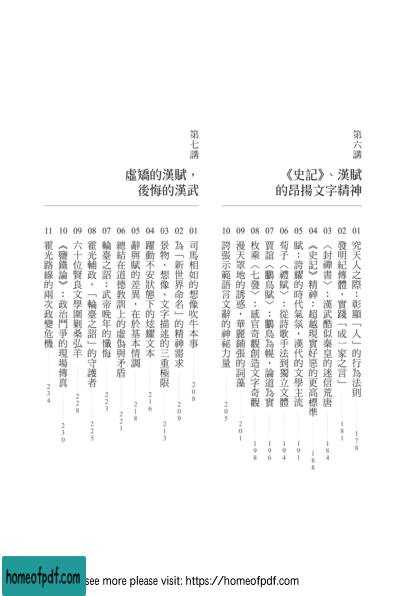 第六講
《史記》、漢賦
的昂揚文字精神
01 究天人之際：彰顯「人」的行為法則 178
02 發明紀傳體，實踐「成一家之言」 181
03 〈封禪書〉：漢武酷似秦皇的迷信荒唐 184
04 《史記》精神：超越現實好惡的更高標準 188
05 賦：誇耀的時代氣氛，漢代的文學主流 191
06 荀子〈禮賦〉：從詩歌手法到獨立文體 194
07 賈誼〈鵩鳥賦〉：鵩鳥為幌，論道為實 196
08 枚乘〈七發〉：感官奇觀創造文字奇觀 198
09 漫天罩地的誘惑，華麗鋪張的詞藻 201
10 誇張示範語言文辭的神祕力量 205
第七講
虛矯的漢賦，
後悔的漢武
01 司馬相如的想像吹牛本事 208
02 為「新世界命名」的精神需求 209
03 景物、想像、文字描述的三重極限 213
04 躍動不安狀態下的炫耀文本 216
05 辭與賦的差異，在於基本情調 218
06 總結在道德教訓上的虛偽與矛盾 221
07 輪臺之詔：武帝晚年的懺悔 223
08 霍光輔政，「輪臺之詔」的守護者 225
09 六十位賢良文學圍剿桑弘羊 228
10 《鹽鐵論》：政治鬥爭的現場傳真 230
11 霍光路線的兩次政變危機 234
homeofpdf.com
see more please visit: https://homeofpdf.com